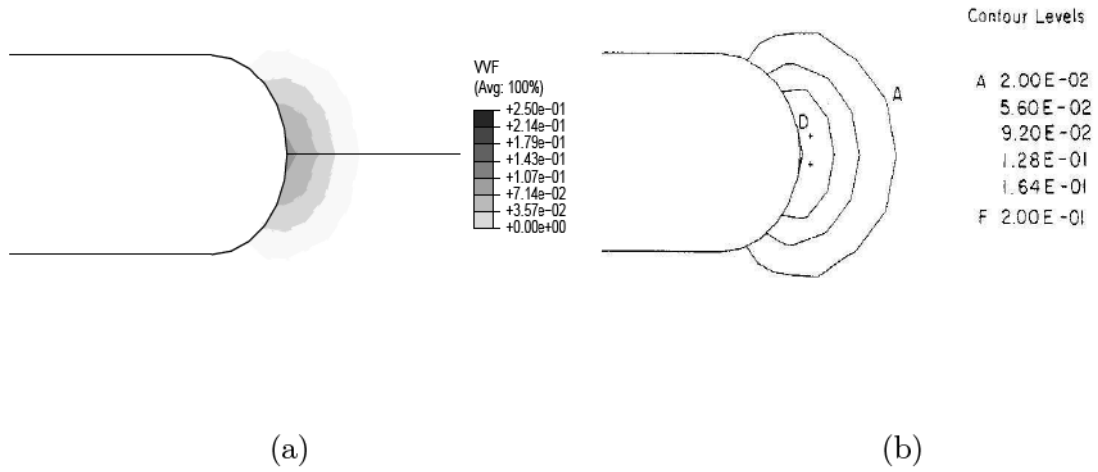 VVF
(Avg: 100%)
+2.50e−01
+2.14e−01
+1.79e−01
+1.43e−01
+1.07e−01
+7.14e−02
+3.57e−02
+0.00e+00
(a)
Contour Levels
A 2.00E-02
5.60E-02
9.20E-02
1.28E-01
1.64E-01
F 2.00E-01
A
D
(b)